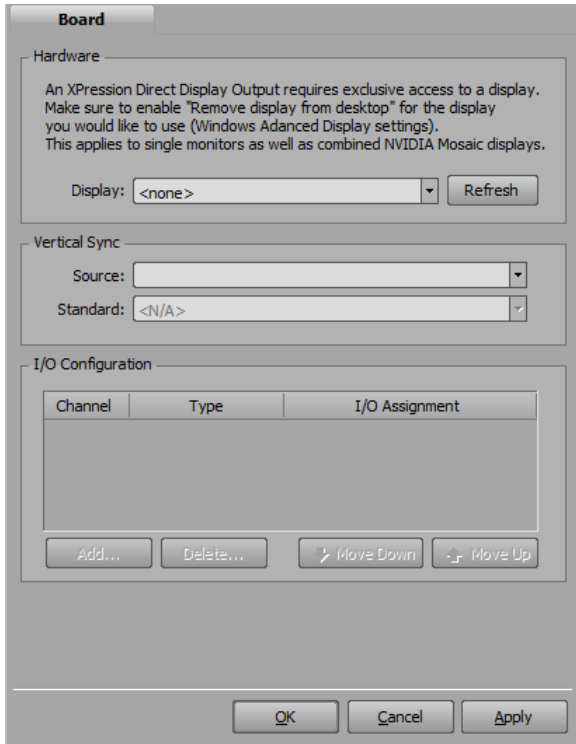 Board
Hardware
An XPression Direct Display Output requires exclusive access to a display.
Make sure to enable "Remove display from desktop" for the display
you would like to use (Windows Adanced Display settings).
This applies to single monitors as well as combined NVIDIA Mosaic displays.
Display: <none> Refresh
Vertical Sync
Source:
Standard: <N/A>
I/O Configuration
Channel Type I/O Assignment
Add... Delete... Move Down Move Up
OK Cancel Apply